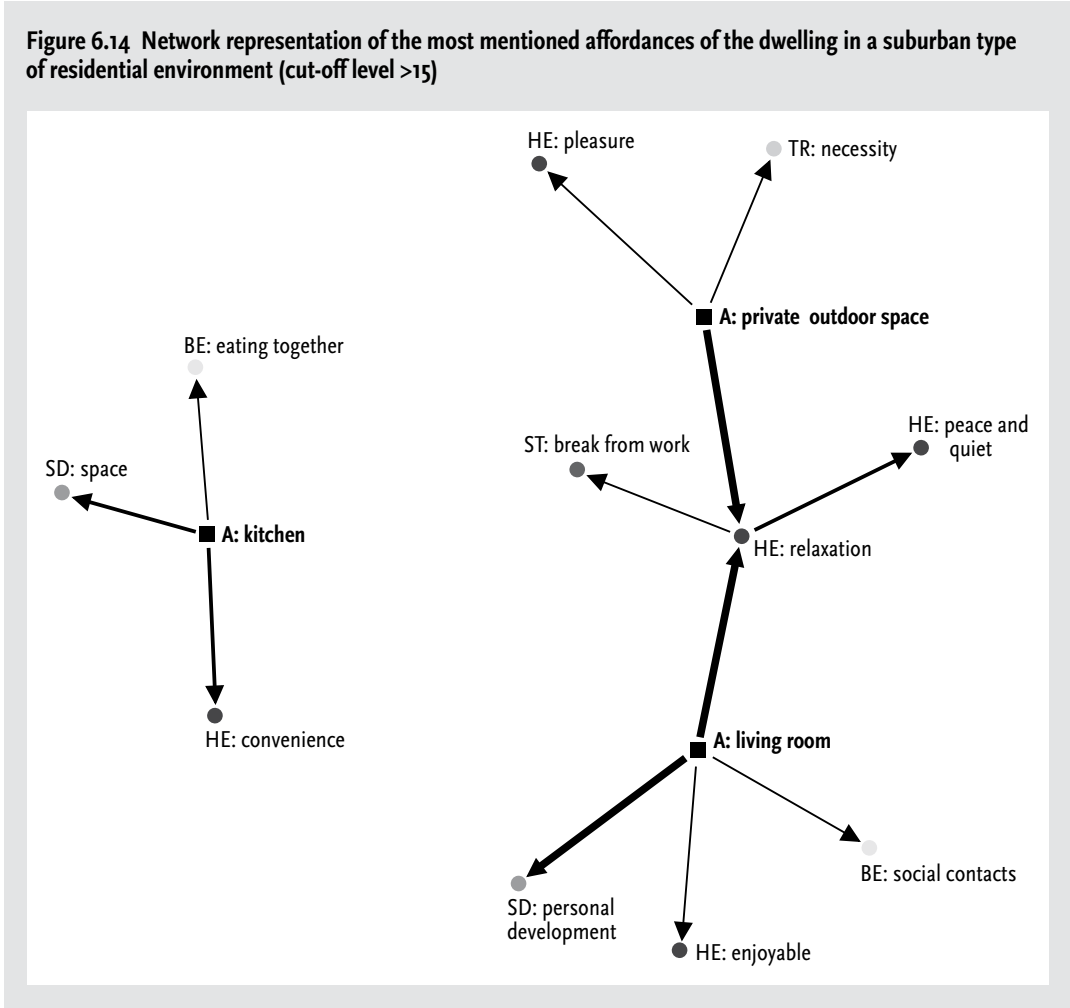 Figure 6.14 Network representation of the most mentioned affordances of the dwelling in a suburban type
of residential environment (cut-off level >15)
HE: pleasure
TR: necessity
A: private outdoor space
BE: eating together
SD: space
A: kitchen
HE: convenience
ST: break from work
HE: peace and
quiet
HE: relaxation
A: living room
SD: personal
development
HE: enjoyable
BE: social contacts